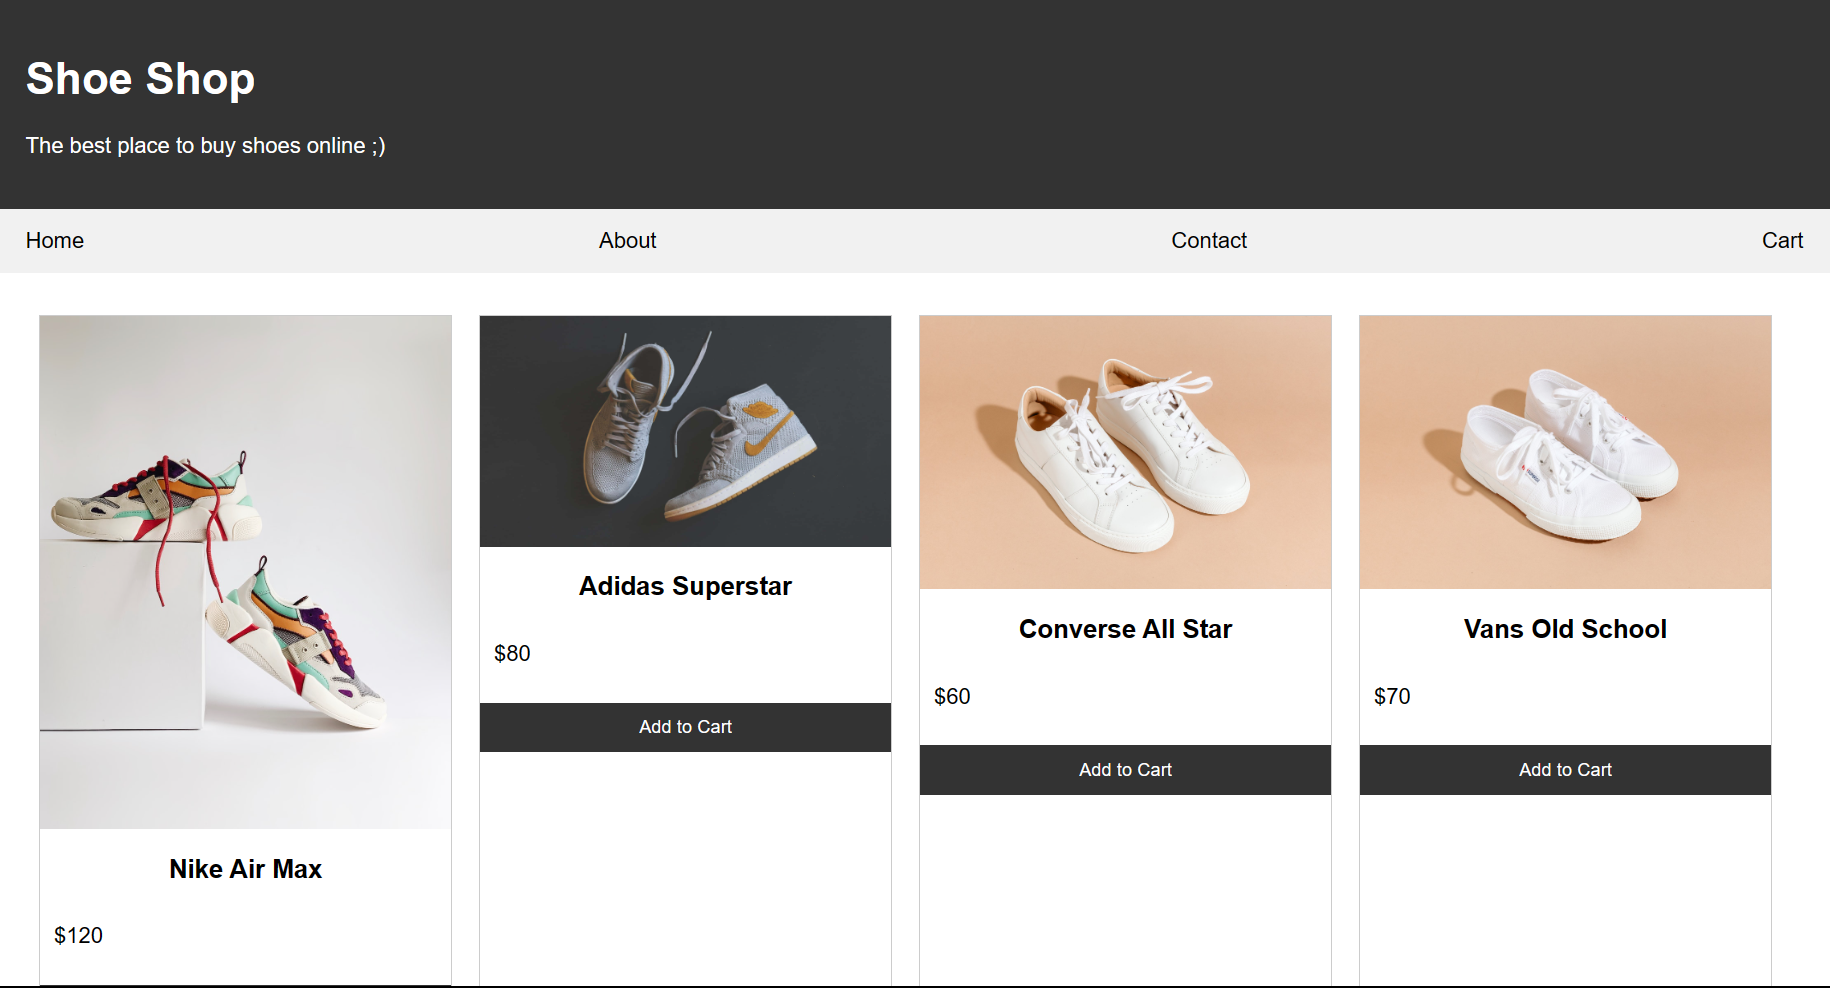 Shoe Shop
The best place to buy shoes online ;)
Home About Contact Cart
Nike Air Max
$120
Adidas Superstar
$80
Add to Cart
Converse All Star
$60
Add to Cart
Vans Old School
$70
Add to Cart